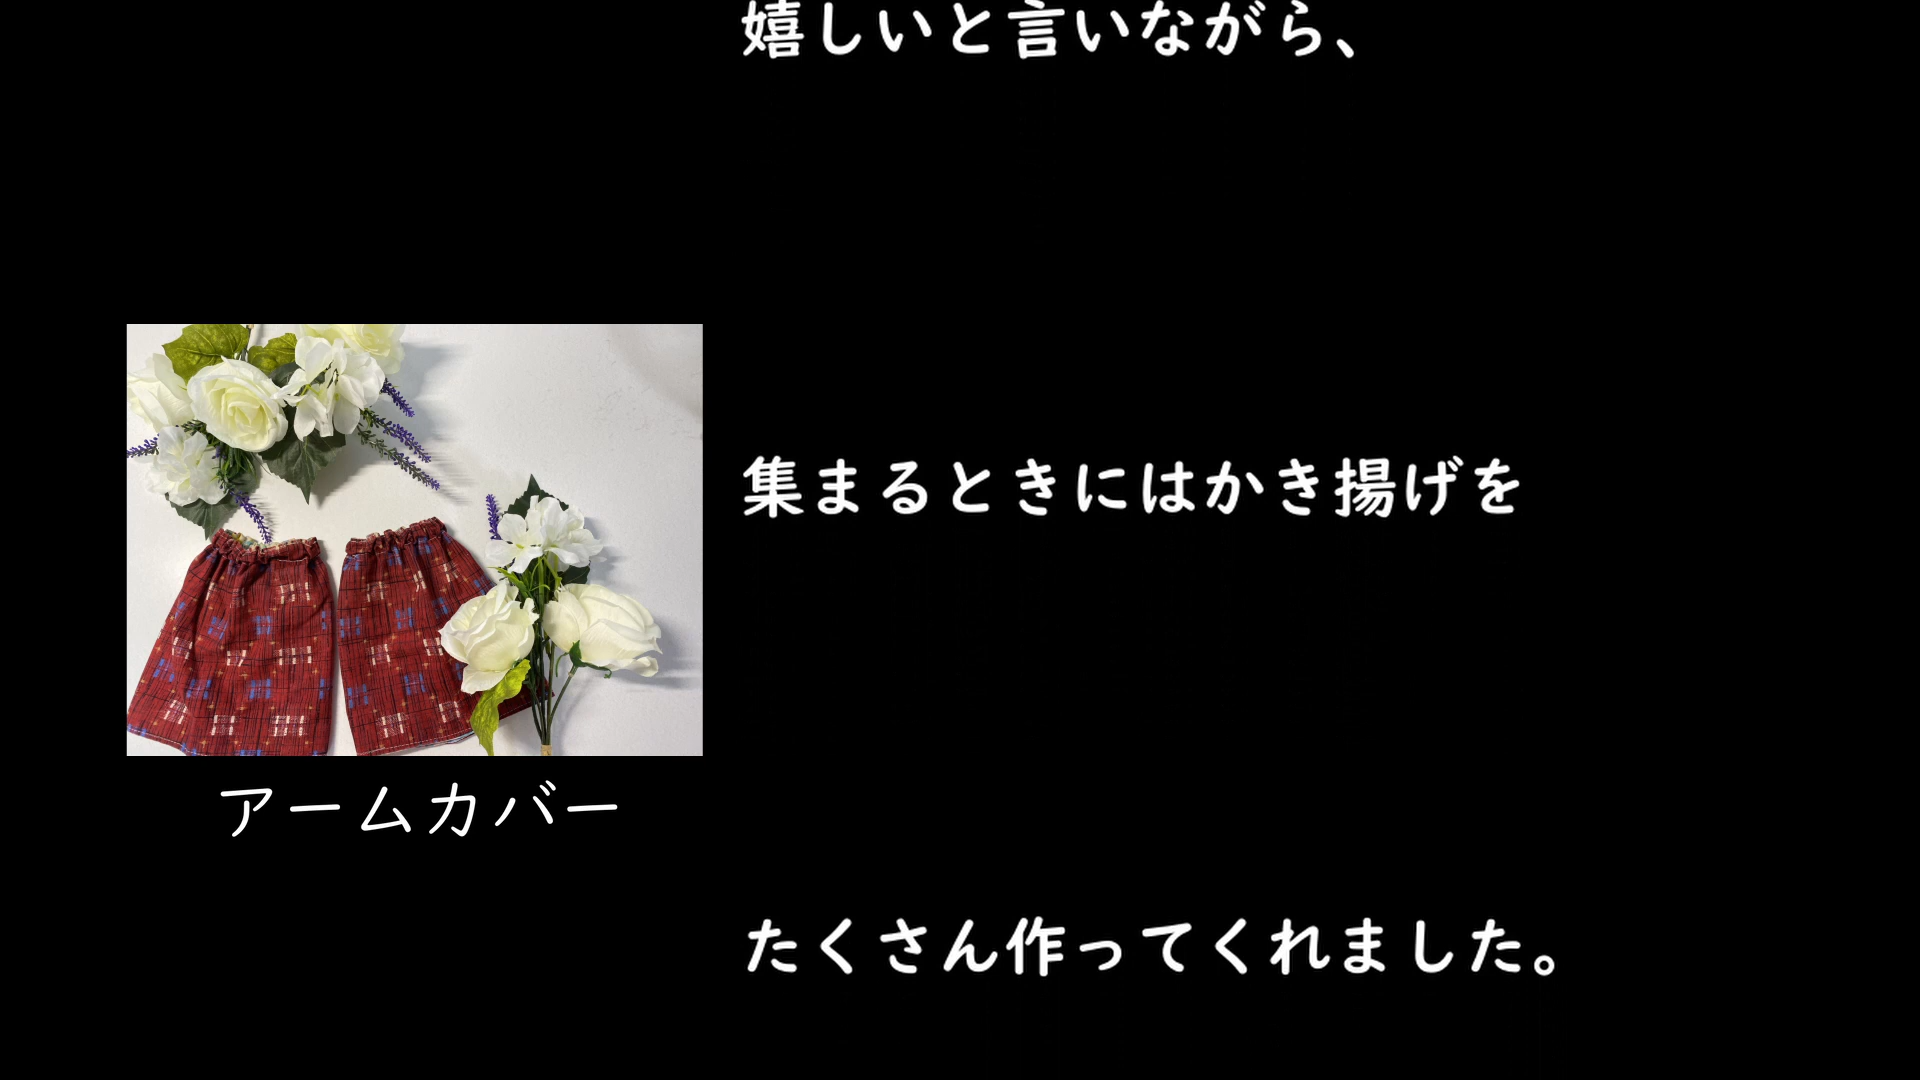 嬉しいと言いながら、
集まるときにはかき揚げを
たくさん作ってくれました。
アームカバー